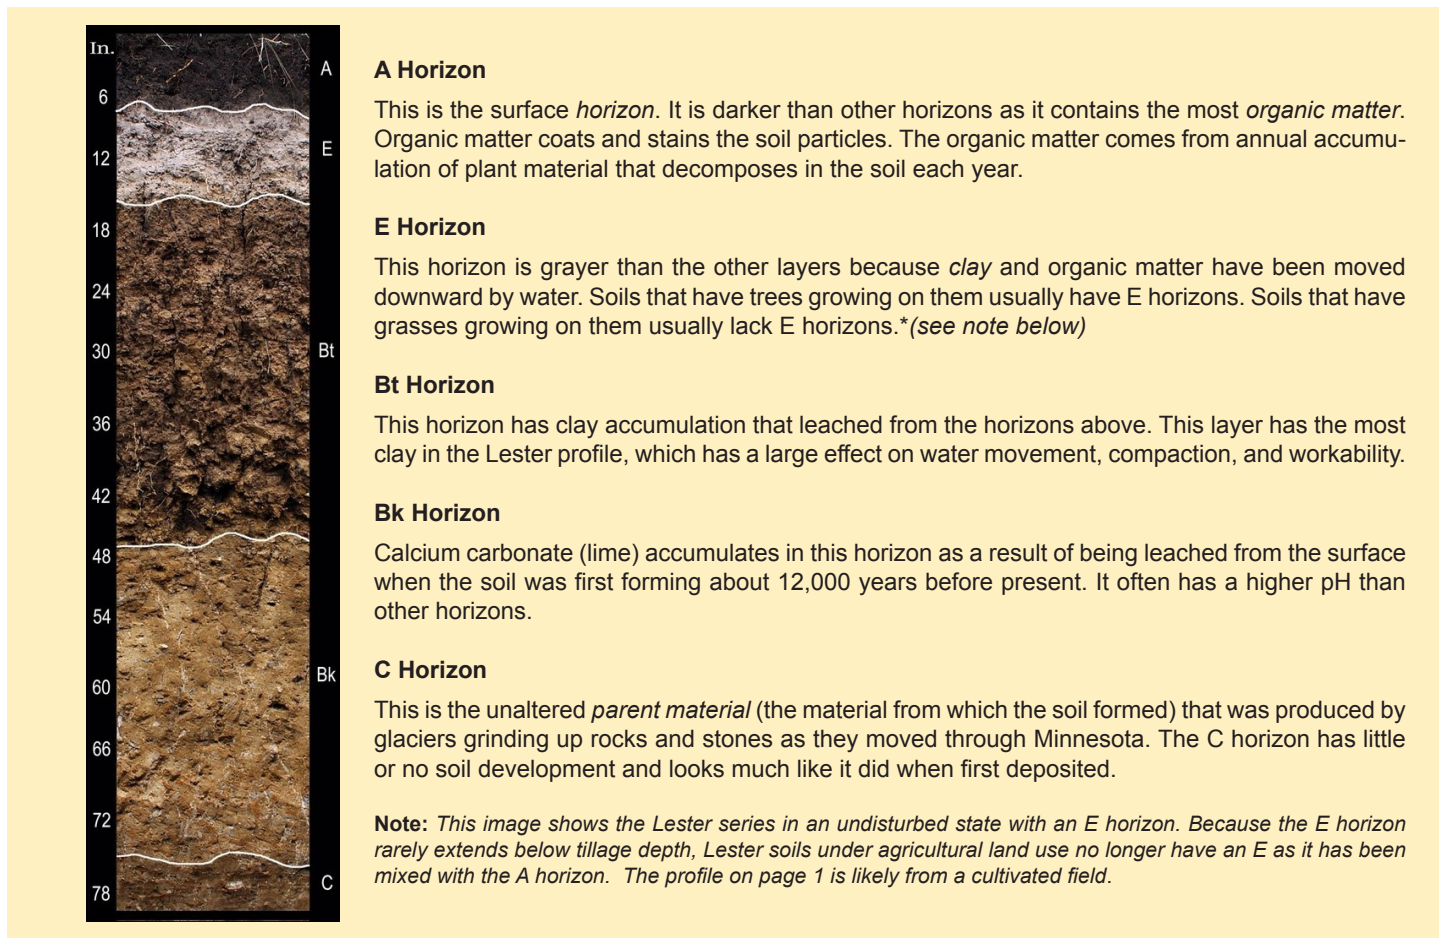 In.
A
6
E
12
18
24
30
Bt
36
42
48
54
60
Bk
66
72
78
C
A Horizon
This is the surface horizon. It is darker than other horizons as it contains the most organic matter.
Organic matter coats and stains the soil particles. The organic matter comes from annual accumu-
lation of plant material that decomposes in the soil each year.
E Horizon
This horizon is grayer than the other layers because clay and organic matter have been moved
downward by water. Soils that have trees growing on them usually have E horizons. Soils that have
grasses growing on them usually lack E horizons.*(see note below)
Bt Horizon
This horizon has clay accumulation that leached from the horizons above. This layer has the most
clay in the Lester profile, which has a large effect on water movement, compaction, and workability.
Bk Horizon
Calcium carbonate (lime) accumulates in this horizon as a result of being leached from the surface
when the soil was first forming about 12,000 years before present. It often has a higher pH than
other horizons.
C Horizon
This is the unaltered parent material (the material from which the soil formed) that was produced by
glaciers grinding up rocks and stones as they moved through Minnesota. The C horizon has little
or no soil development and looks much like it did when first deposited.
Note: This image shows the Lester series in an undisturbed state with an E horizon. Because the E horizon
rarely extends below tillage depth, Lester soils under agricultural land use no longer have an E as it has been
mixed with the A horizon. The profile on page 1 is likely from a cultivated field.